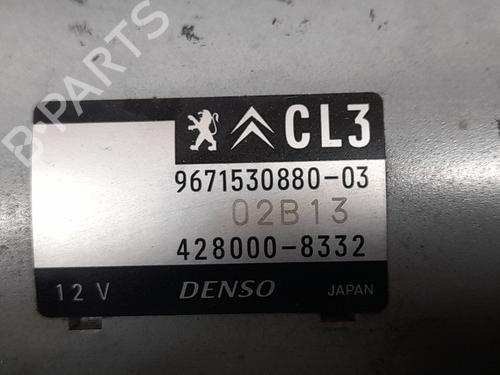 B-PARTS
CL3
9671530880-03
02B13
428000-8332
12 V DENSO JAPAN